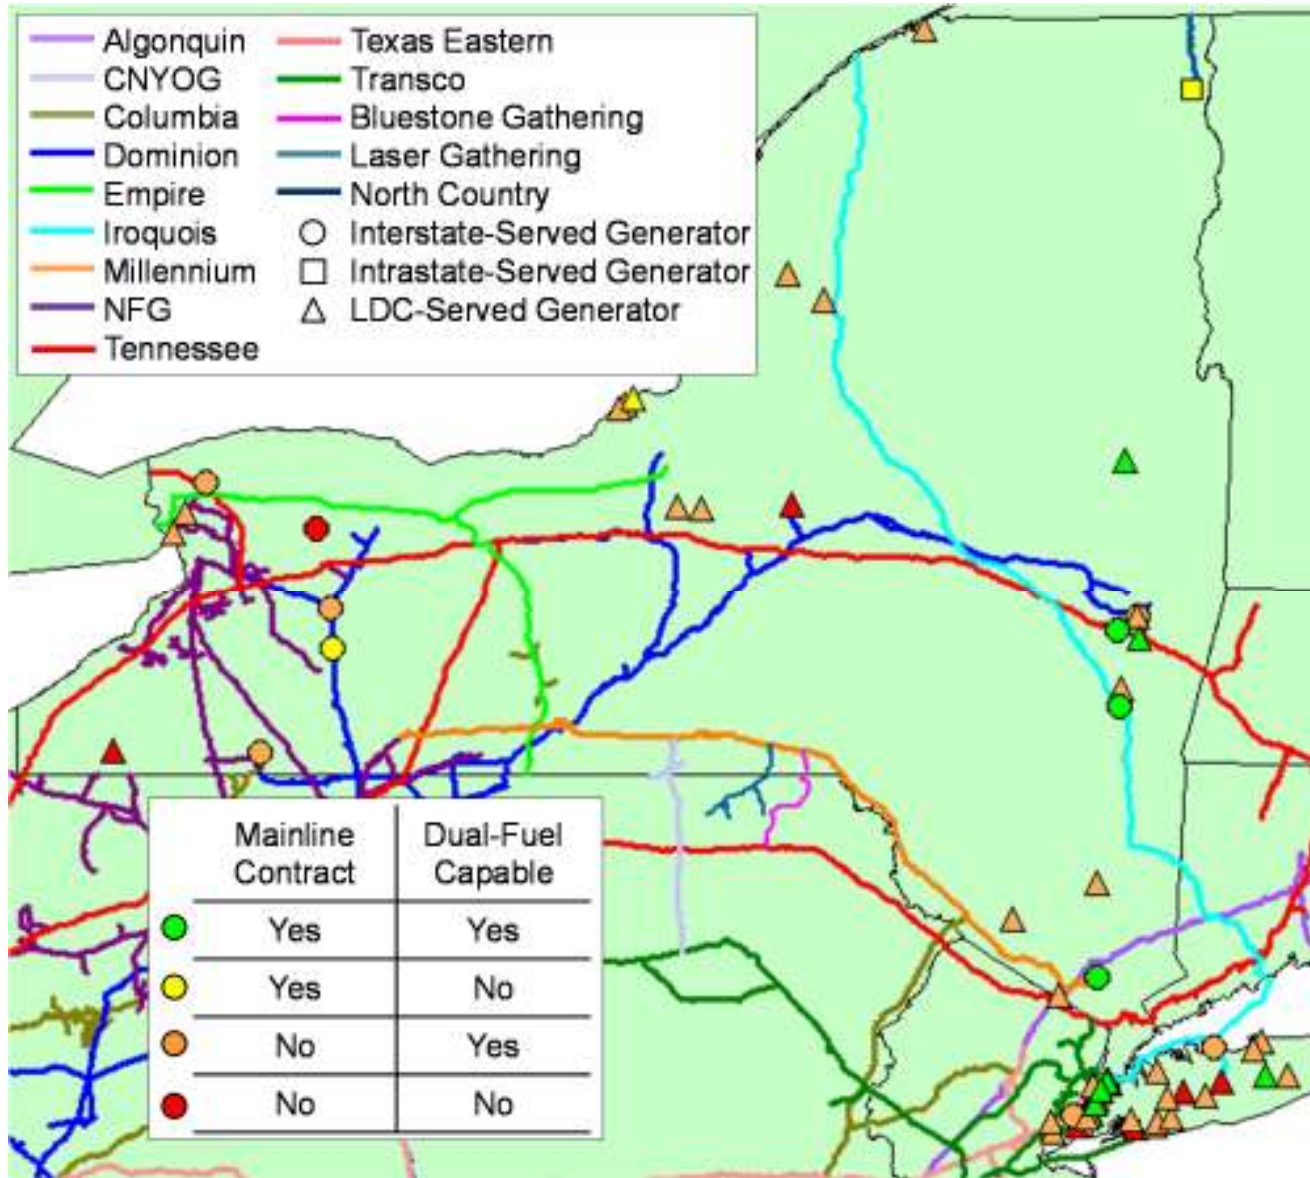 Algonquin
CNYOG
Columbia
Dominion
Empire
Iroquois
Millennium
NFG
Tennessee
Texas Eastern
Transco
Bluestone Gathering
Laser Gathering
North Country
Interstate-Served Generator
Intrastate-Served Generator
LDC-Served Generator
Mainline Contract
Dual-Fuel Capable
Yes Yes
Yes No
No Yes
No No